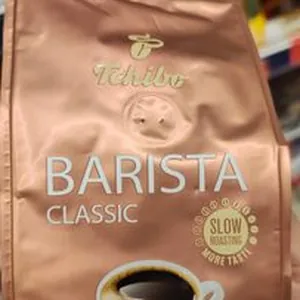 Tchibo
BARISTA
CLASSIC
SLOW
ROASTING
MORE TASTE